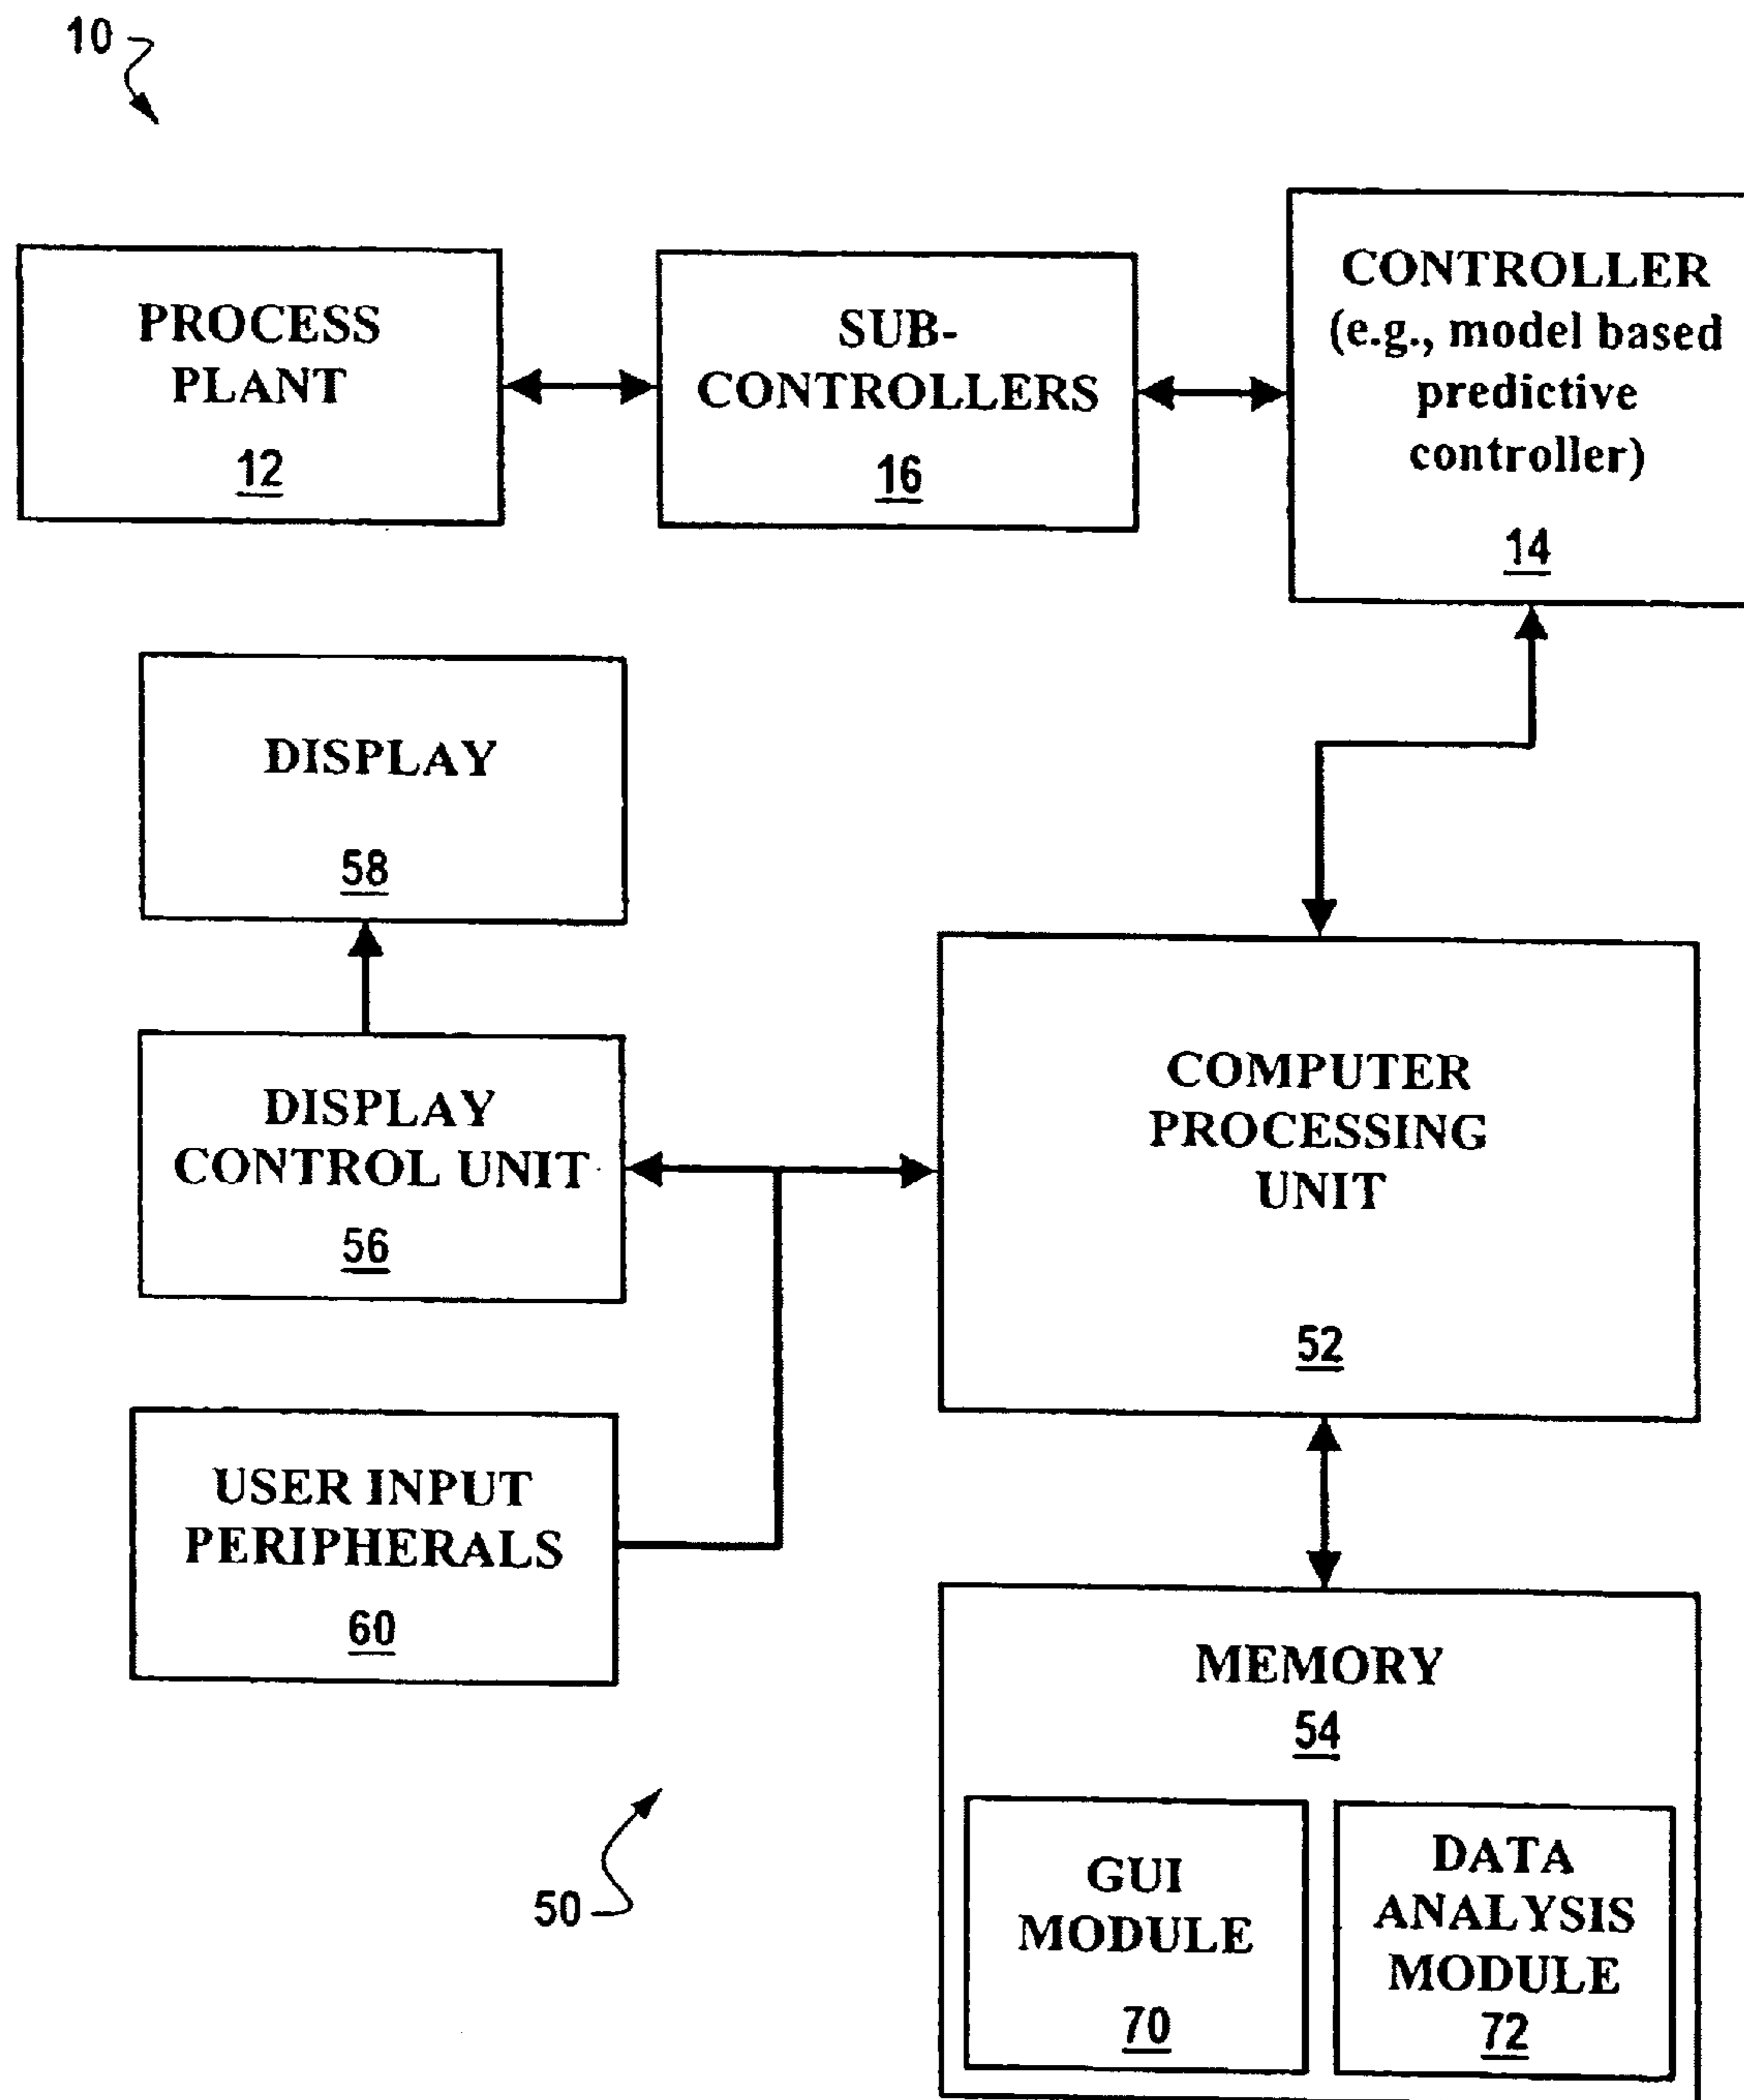 10
PROCESS
PLANT
12
SUB-
CONTROLLERS
16
CONTROLLER
(e.g., model based
predictive
controller)
14
DISPLAY
58
DISPLAY
CONTROL UNIT
56
COMPUTER
PROCESSING
UNIT
52
USER INPUT
PERIPHERALS
60
MEMORY
54
GUI
MODULE
70
DATA
ANALYSIS
MODULE
72
50